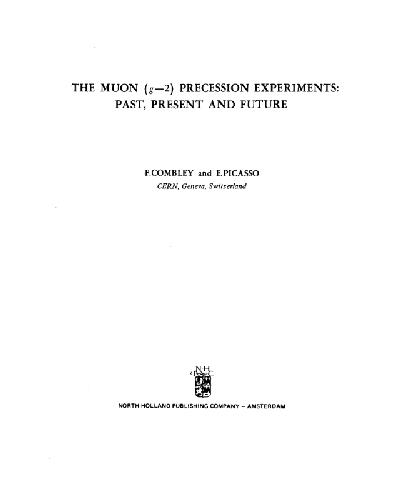 THE MUON (g—2) PRECESSION EXPERIMENTS:
PAST, PRESENT AND FUTURE
F.COMBLEY and E.PICASSO
CERN, Geneva, Switzerland
NH
NORTH HOLLAND PUBLISHING COMPANY – AMSTERDAM